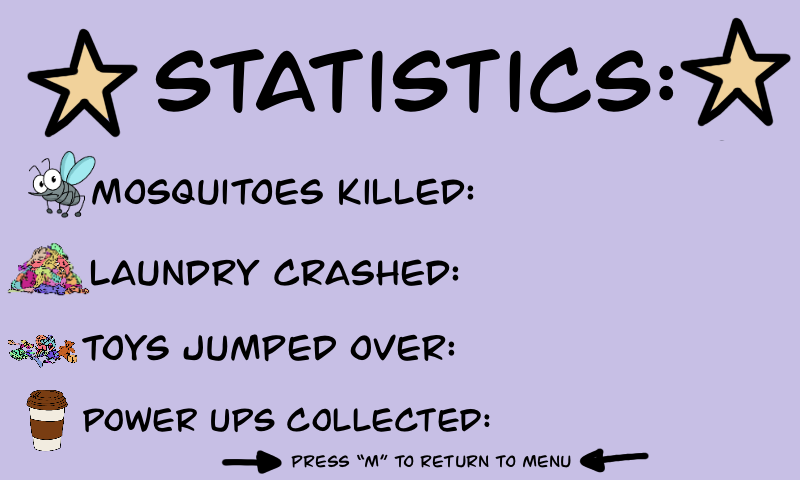 STATISTICS:
MOSQUITOES KILLED:
LAUNDRY CRASHED:
TOYS JUMPED OVER:
POWER UPS COLLECTED:
PRESS “M” TO RETURN TO MENU